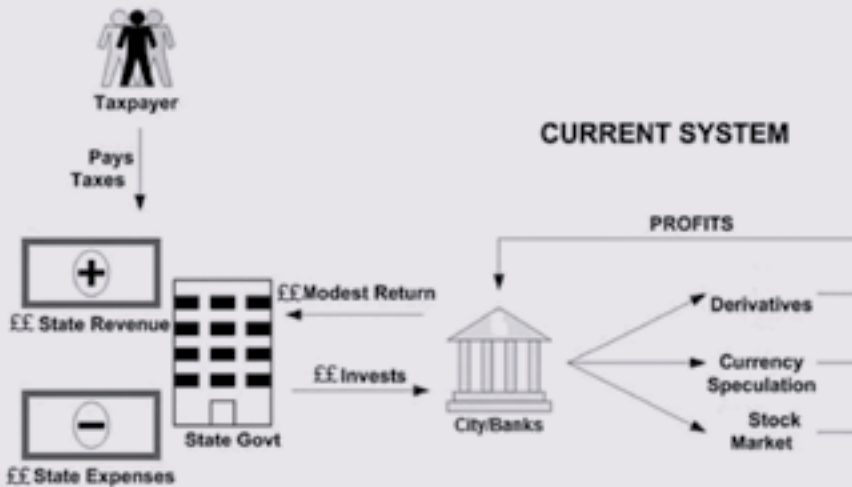 Taxpayer
CURRENT SYSTEM
Pays
Taxes
PROFITS
+
££ Modest Return
Derivatives
££ State Revenue
££ Invests
Currency
Speculation
City/Banks
Stock
Market
−
State Govt
££ State Expenses